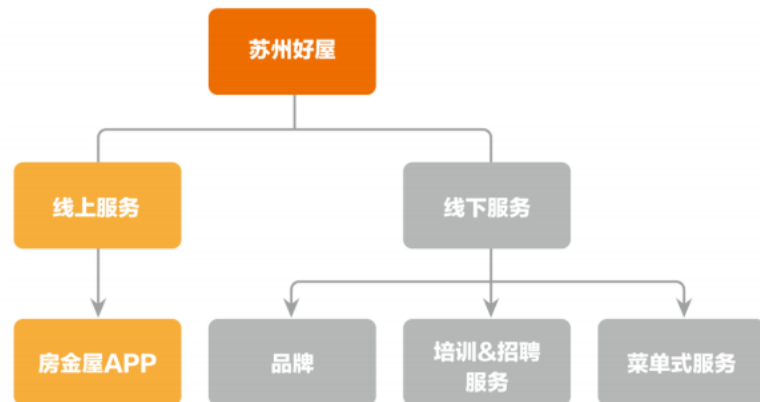 苏州好屋
线上服务
线下服务
房金屋APP
品牌
培训&招聘
服务
菜单式服务